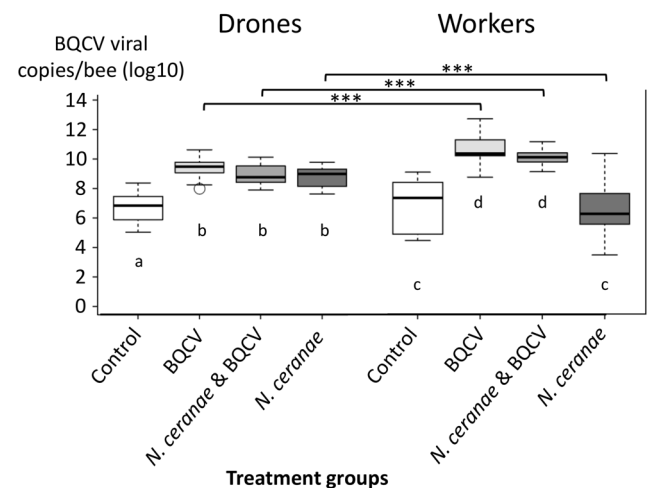 Drones Workers
BQCV viral
copies/bee (log10)
***
***
***
14
12
10
8
6
4
2
0
a b b b c d d c
Control BQCV N. ceranae & BQCV N. ceranae Control BQCV N. ceranae & BQCV N. ceranae
Treatment groups